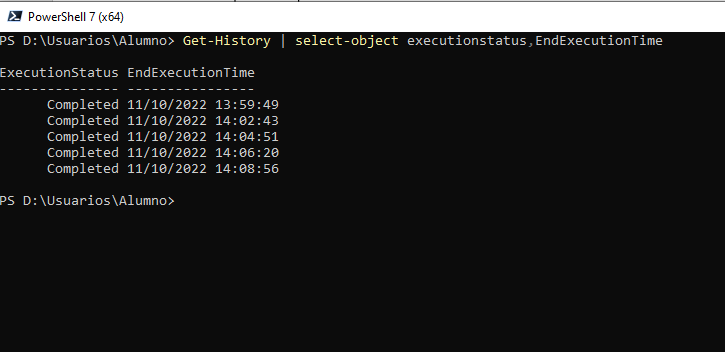 PowerShell 7 (x64)
PS D:\Usuarios\Alumno> Get-History | select-object executionstatus,EndExecutionTime
ExecutionStatus EndExecutionTime
--------------- ----------------
      Completed 11/10/2022 13:59:49
      Completed 11/10/2022 14:02:43
      Completed 11/10/2022 14:04:51
      Completed 11/10/2022 14:06:20
      Completed 11/10/2022 14:08:56
PS D:\Usuarios\Alumno>